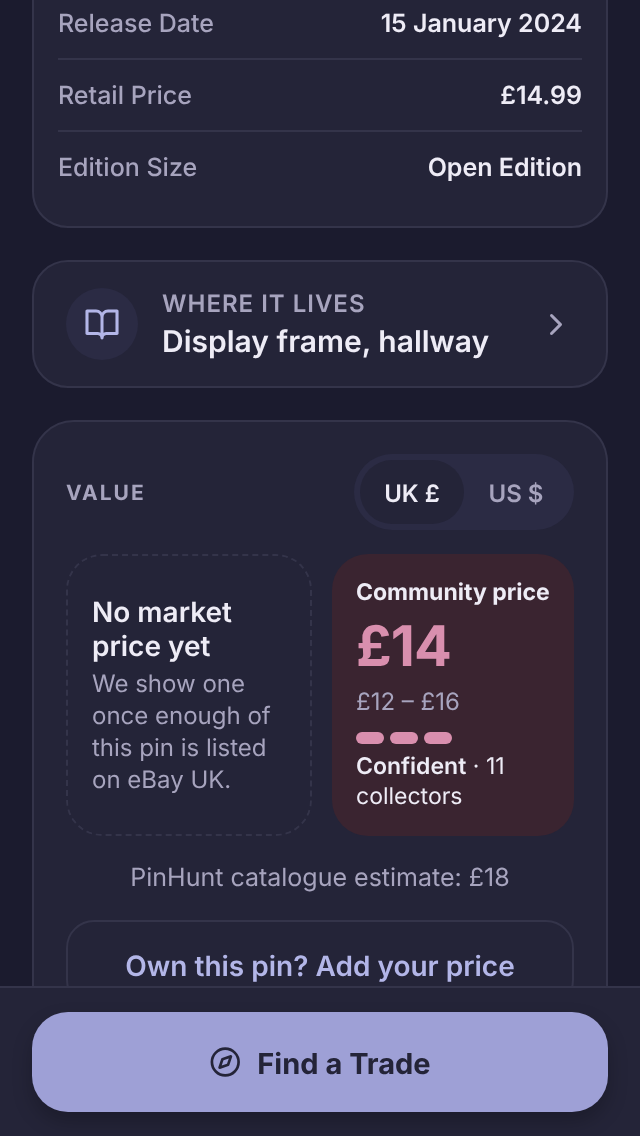 Release Date 15 January 2024
Retail Price £14.99
Edition Size Open Edition
WHERE IT LIVES
Display frame, hallway
VALUE UK £ US $
No market
price yet
We show one
once enough of
this pin is listed
on eBay UK.
Community price
£14
£12 – £16
Confident · 11
collectors
PinHunt catalogue estimate: £18
Own this pin? Add your price
Find a Trade